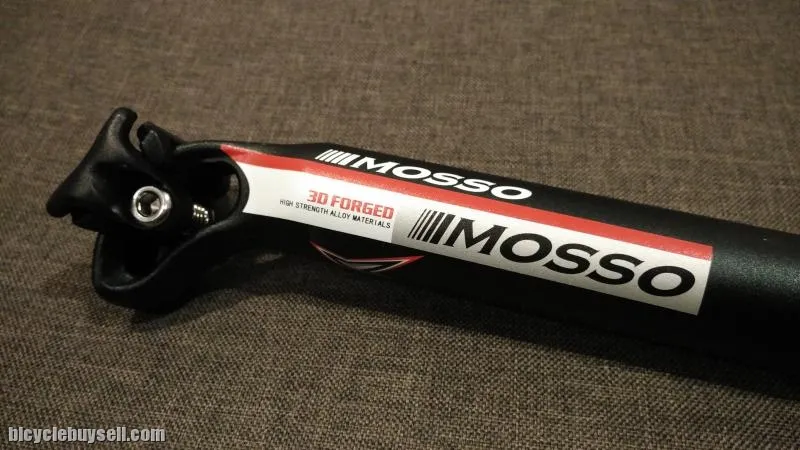 MOSSO
3D FORGED
HIGH STRENGTH ALLOY MATERIALS
MOSSO
bicyclebuysell.com